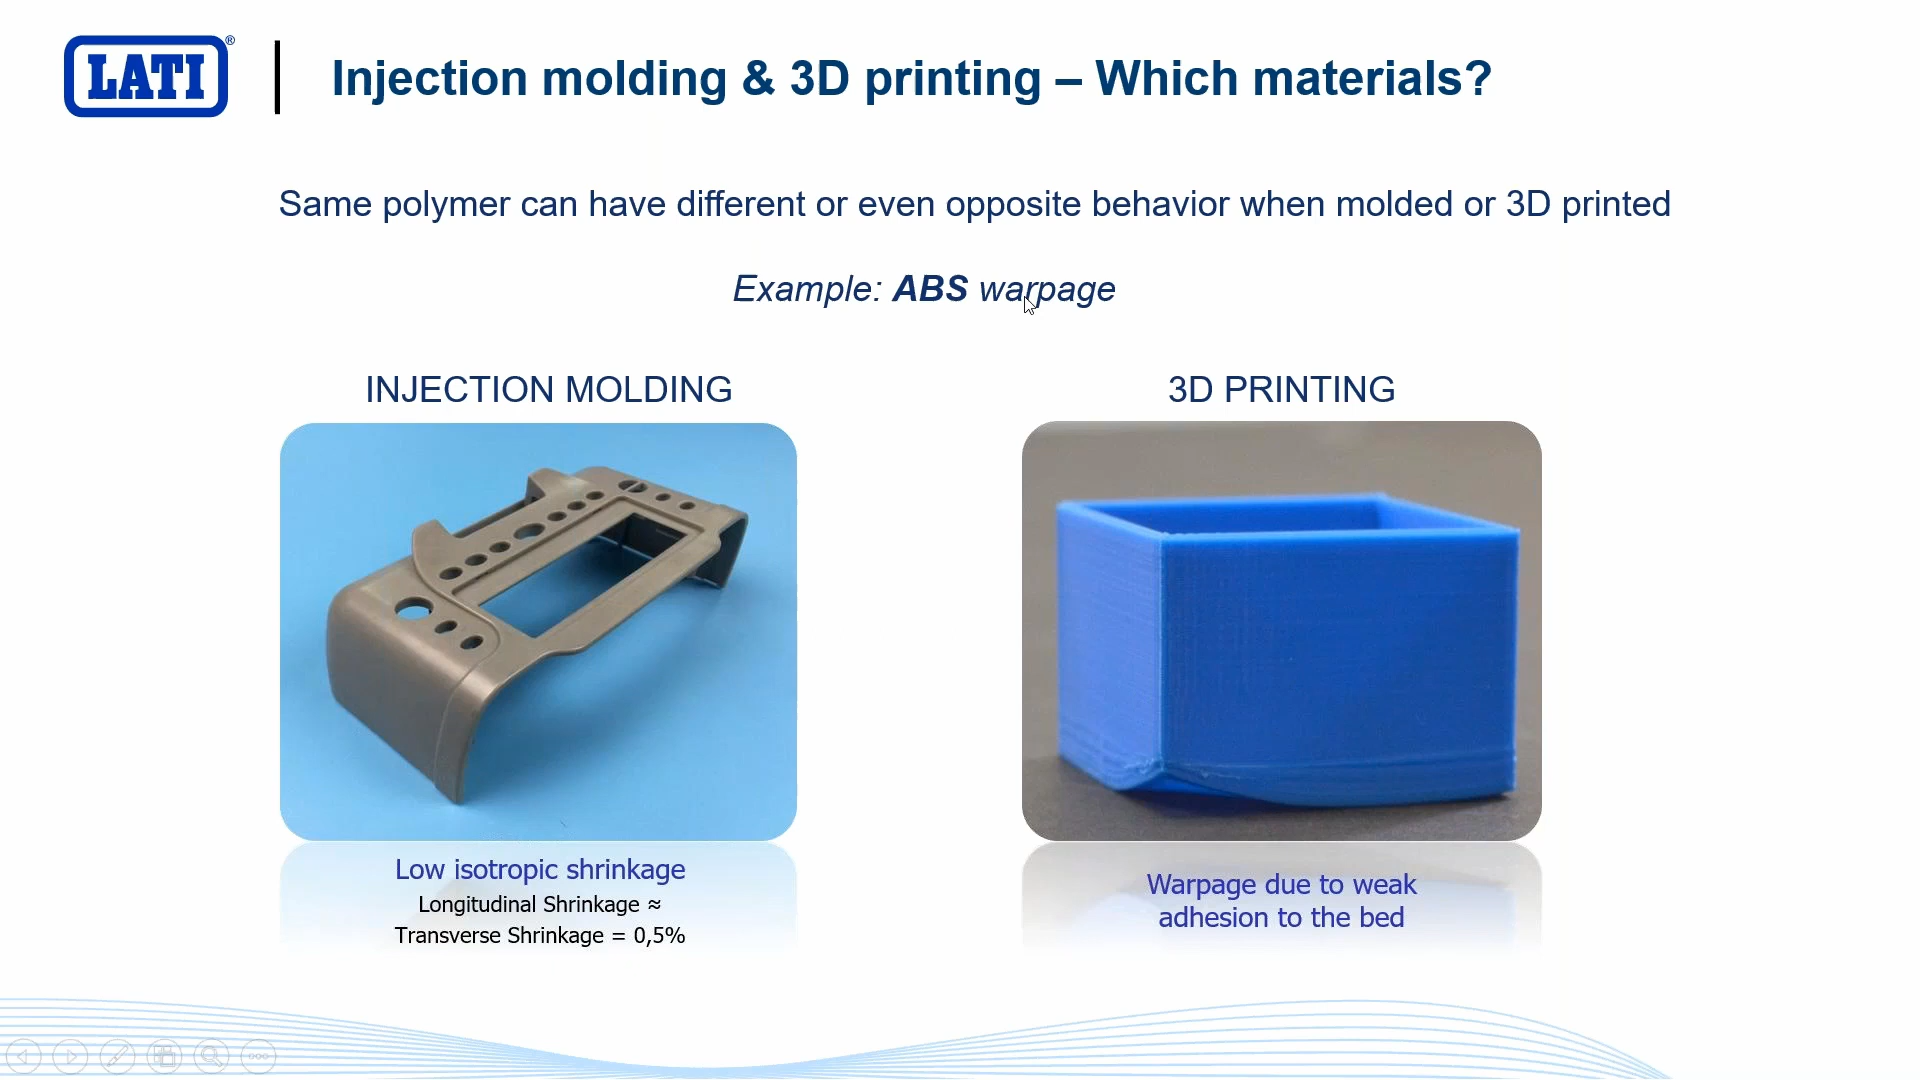 LATI®
Injection molding & 3D printing – Which materials?
Same polymer can have different or even opposite behavior when molded or 3D printed
Example: ABS warpage
INJECTION MOLDING
3D PRINTING
Low isotropic shrinkage
Longitudinal Shrinkage ≈
Transverse Shrinkage = 0,5%
Warpage due to weak
adhesion to the bed